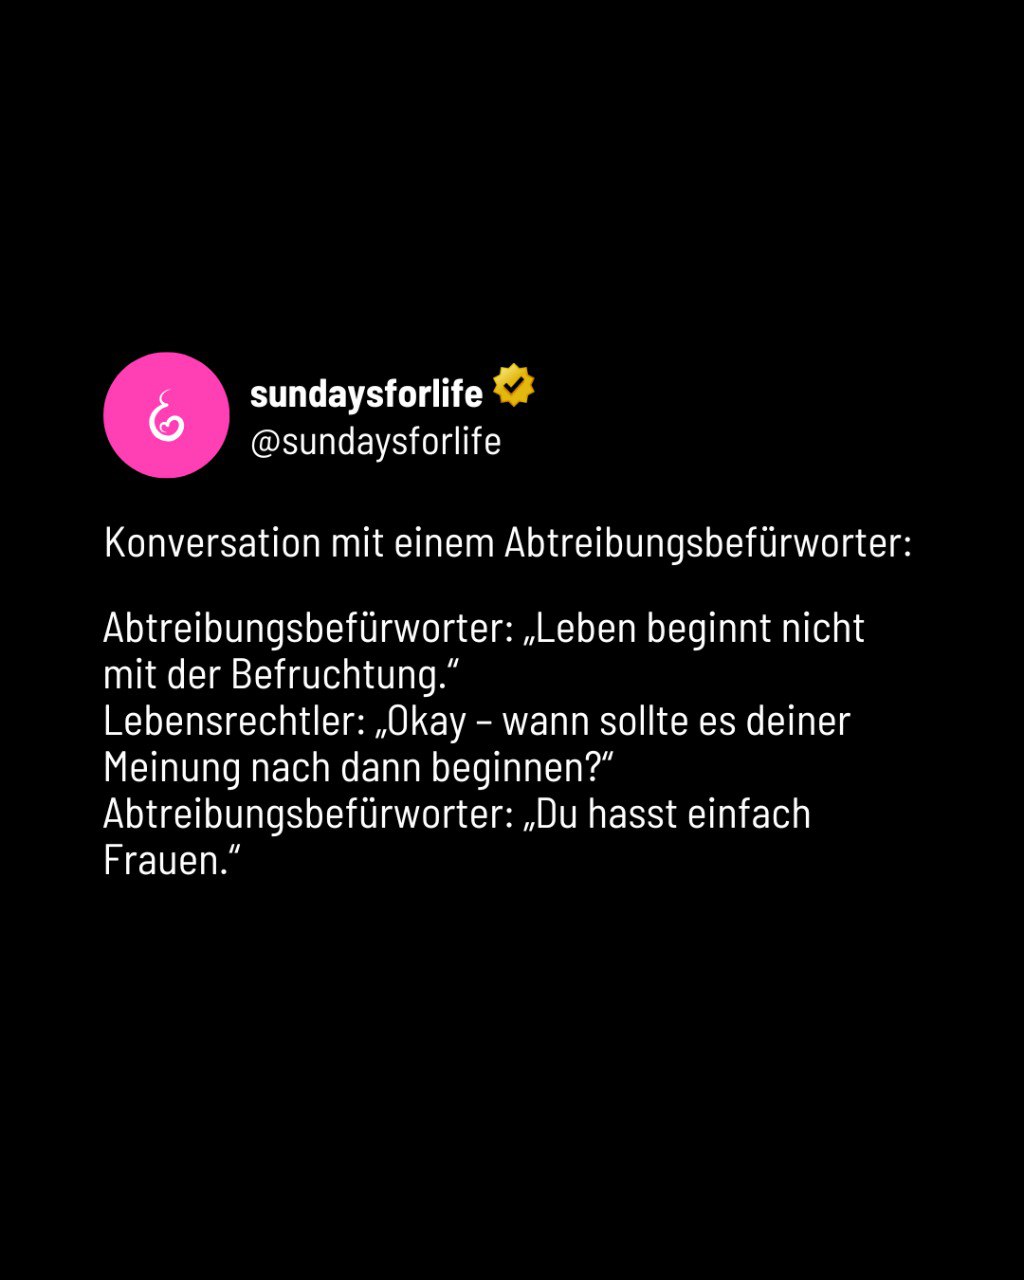 sundaysforlife
@sundaysforlife
Konversation mit einem Abtreibungsbefürworter:
Abtreibungsbefürworter: „Leben beginnt nicht
mit der Befruchtung.“
Lebensrechtler: „Okay – wann sollte es deiner
Meinung nach dann beginnen?“
Abtreibungsbefürworter: „Du hasst einfach
Frauen.“